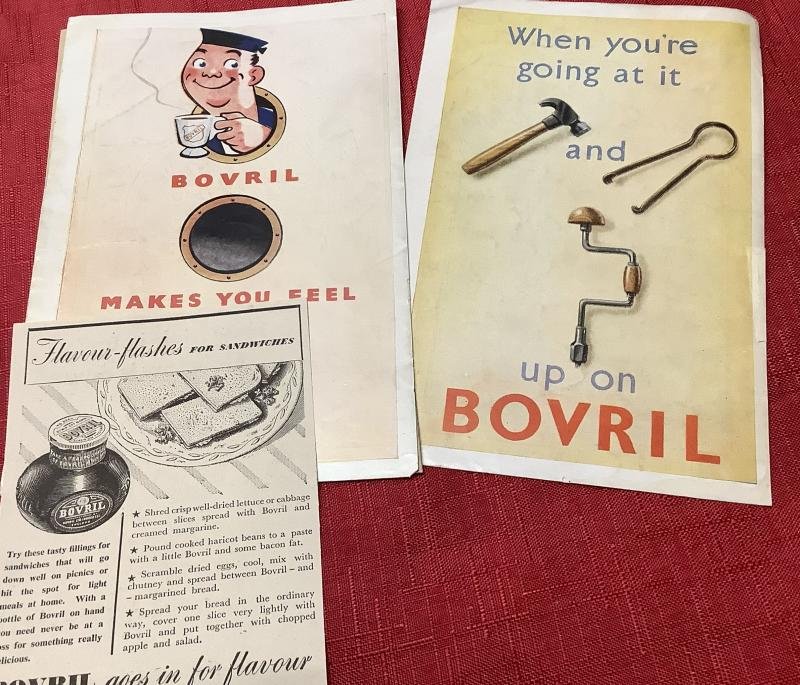 BOVRIL
BOVRIL
MAKES YOU FEEL
When you're
going at it
and
up on
BOVRIL
Flavour-flashes FOR SANDWICHES
BOVRIL
BOVRIL
Try these tasty fillings for
sandwiches that will go
down well on picnics or
hit the spot for light
meals at home. With a
bottle of Bovril on hand
you need never be at a
loss for something really
delicious.
★ Shred crisp well-dried lettuce or cabbage
between slices spread with Bovril and
creamed margarine.
★ Pound cooked haricot beans to a paste
with a little Bovril and some bacon fat.
★ Scramble dried eggs, cool, mix with
chutney and spread between Bovril - and
- margarined bread.
★ Spread your bread in the ordinary
way, cover one slice very lightly with
Bovril and put together with chopped
apple and salad.
BOVRIL goes in for flavour